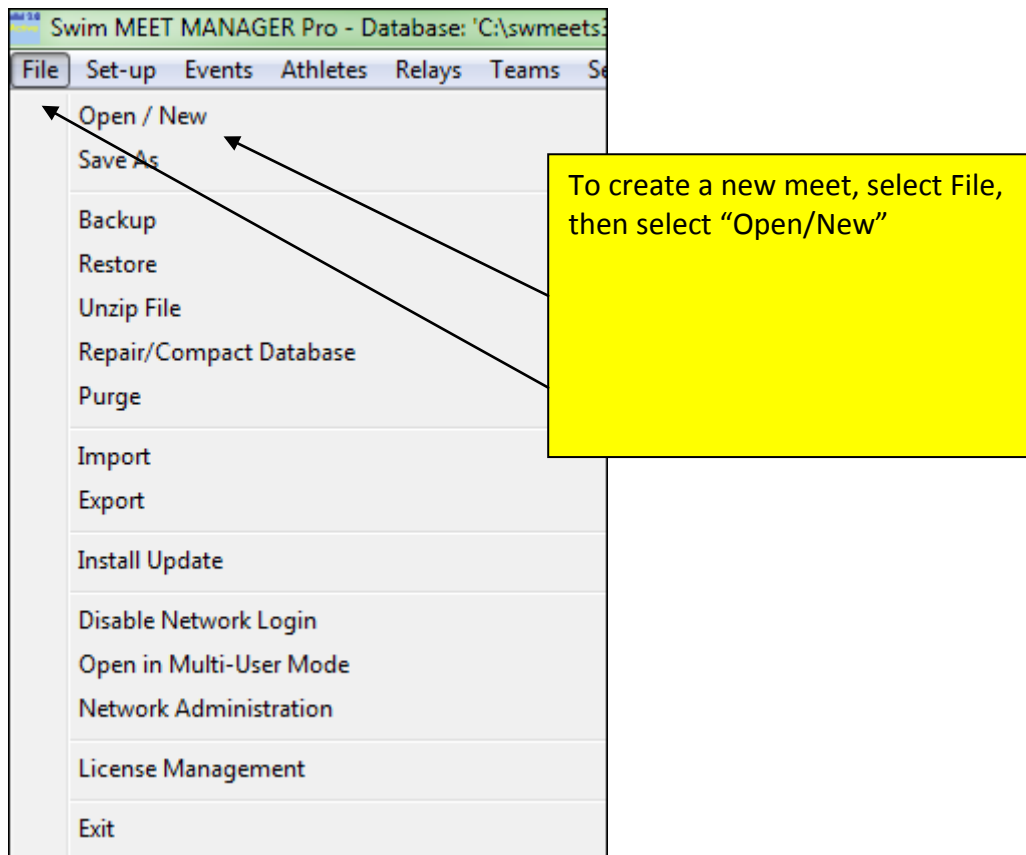 Swim MEET MANAGER Pro - Database: 'C:\swmeets3
File Set-up Events Athletes Relays Teams Se
Open / New
Save As
To create a new meet, select File,
then select “Open/New”
Backup
Restore
Unzip File
Repair/Compact Database
Purge
Import
Export
Install Update
Disable Network Login
Open in Multi-User Mode
Network Administration
License Management
Exit